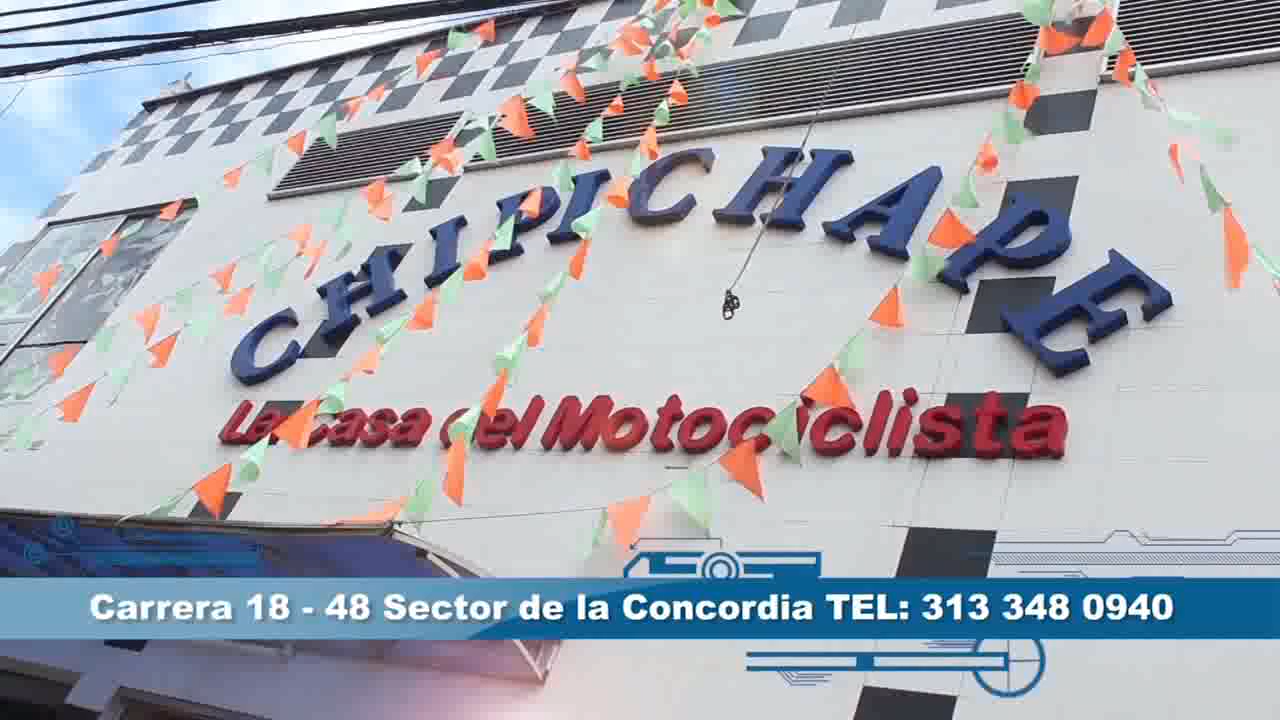 CHIPICHAPE
La Casa del Motociclista
Carrera 18 - 48 Sector de la Concordia TEL: 313 348 0940